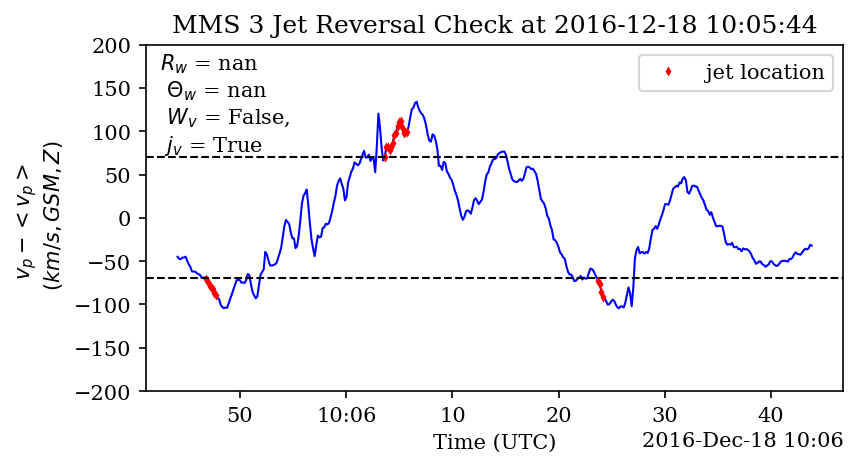 MMS 3 Jet Reversal Check at 2016-12-18 10:05:44
R_w = nan
Θ_w = nan
W_v = False,
j_v = True
jet location
200
150
100
50
0
−50
−100
−150
−200
v_p − < v_p >
(km/s, GSM, Z)
50
10:06
10
20
30
40
Time (UTC)
2016-Dec-18 10:06